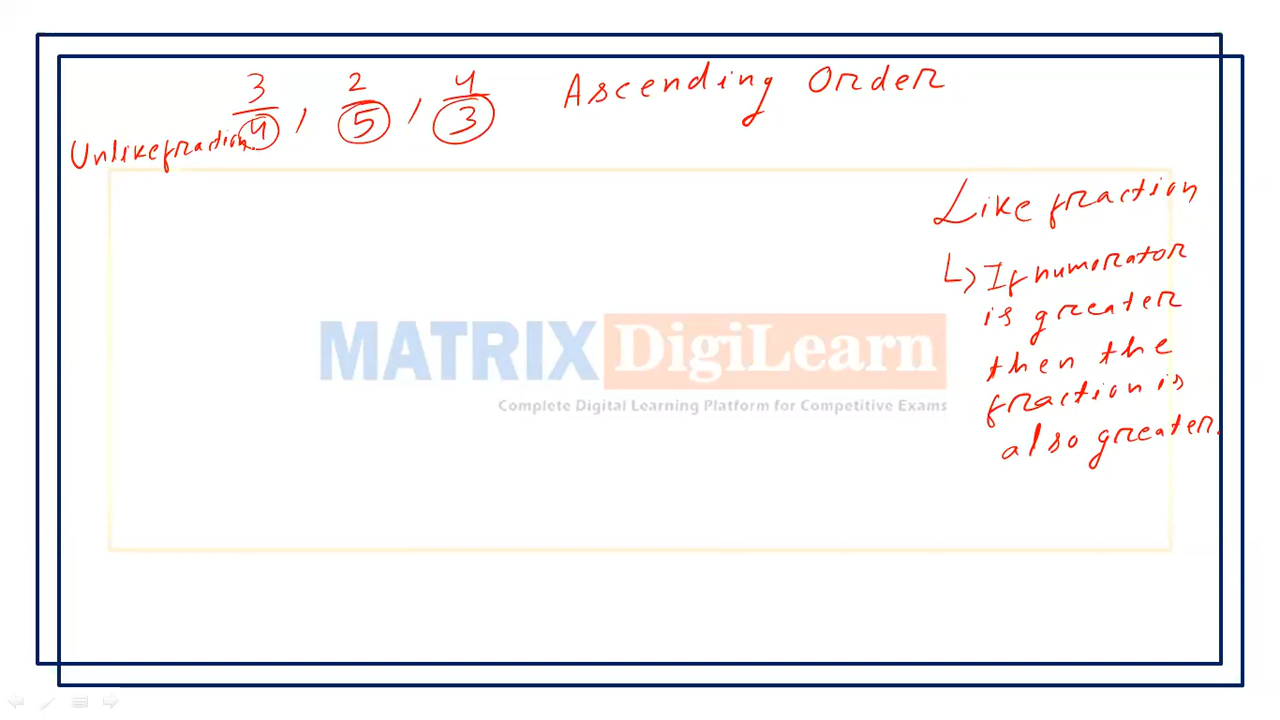 3/4, 2/5, 4/3 Ascending Order
Unlike fraction
Like fraction
↳ If numerator
is greater
then the
fraction is
also greater.
MATRIX DigiLearn
Complete Digital Learning Platform for Competitive Exams